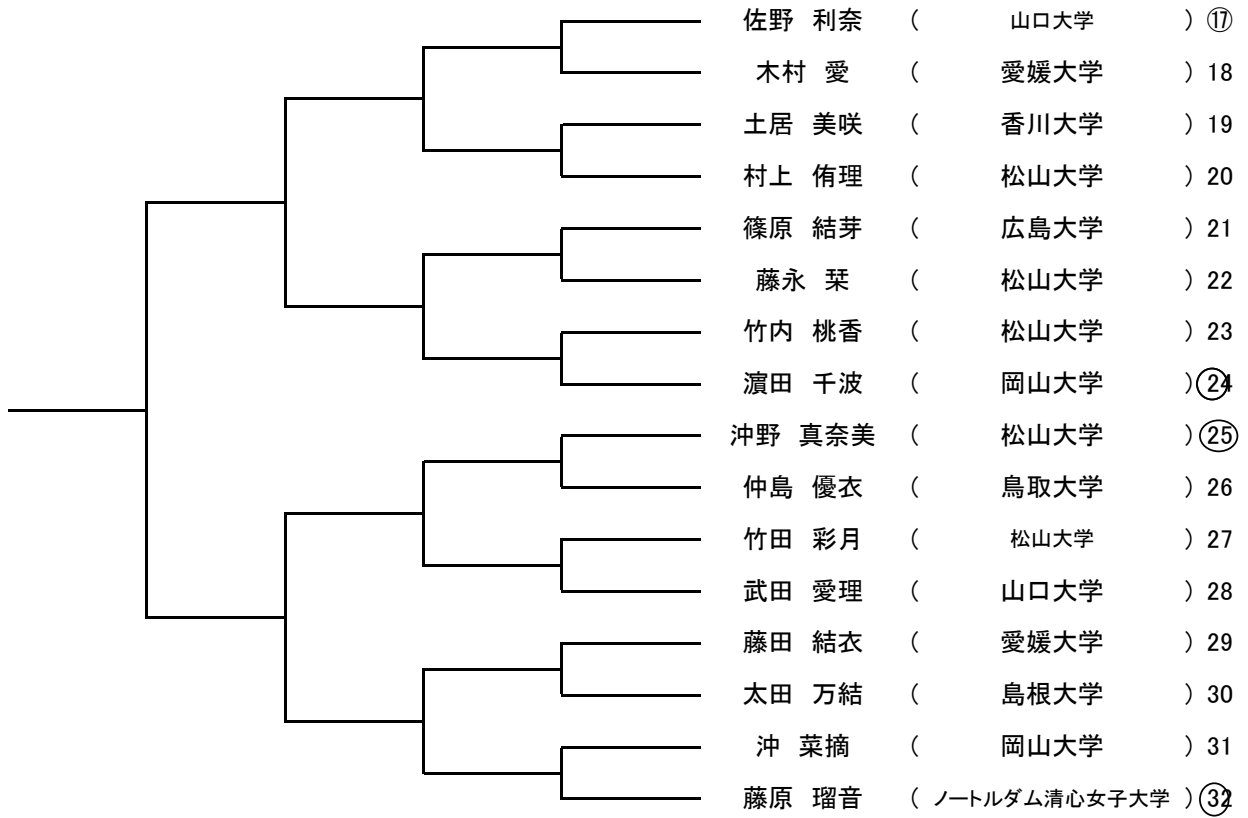 佐野 利奈 ( 山口大学 ) ⑰
木村 愛 ( 愛媛大学 ) 18
土居 美咲 ( 香川大学 ) 19
村上 侑理 ( 松山大学 ) 20
篠原 結芽 ( 広島大学 ) 21
藤永 栞 ( 松山大学 ) 22
竹内 桃香 ( 松山大学 ) 23
濵田 千波 ( 岡山大学 ) 24
沖野 真奈美 ( 松山大学 ) 25
仲島 優衣 ( 鳥取大学 ) 26
竹田 彩月 ( 松山大学 ) 27
武田 愛理 ( 山口大学 ) 28
藤田 結衣 ( 愛媛大学 ) 29
太田 万結 ( 島根大学 ) 30
沖 菜摘 ( 岡山大学 ) 31
藤原 瑠音 ( ノートルダム清心女子大学 ) 32